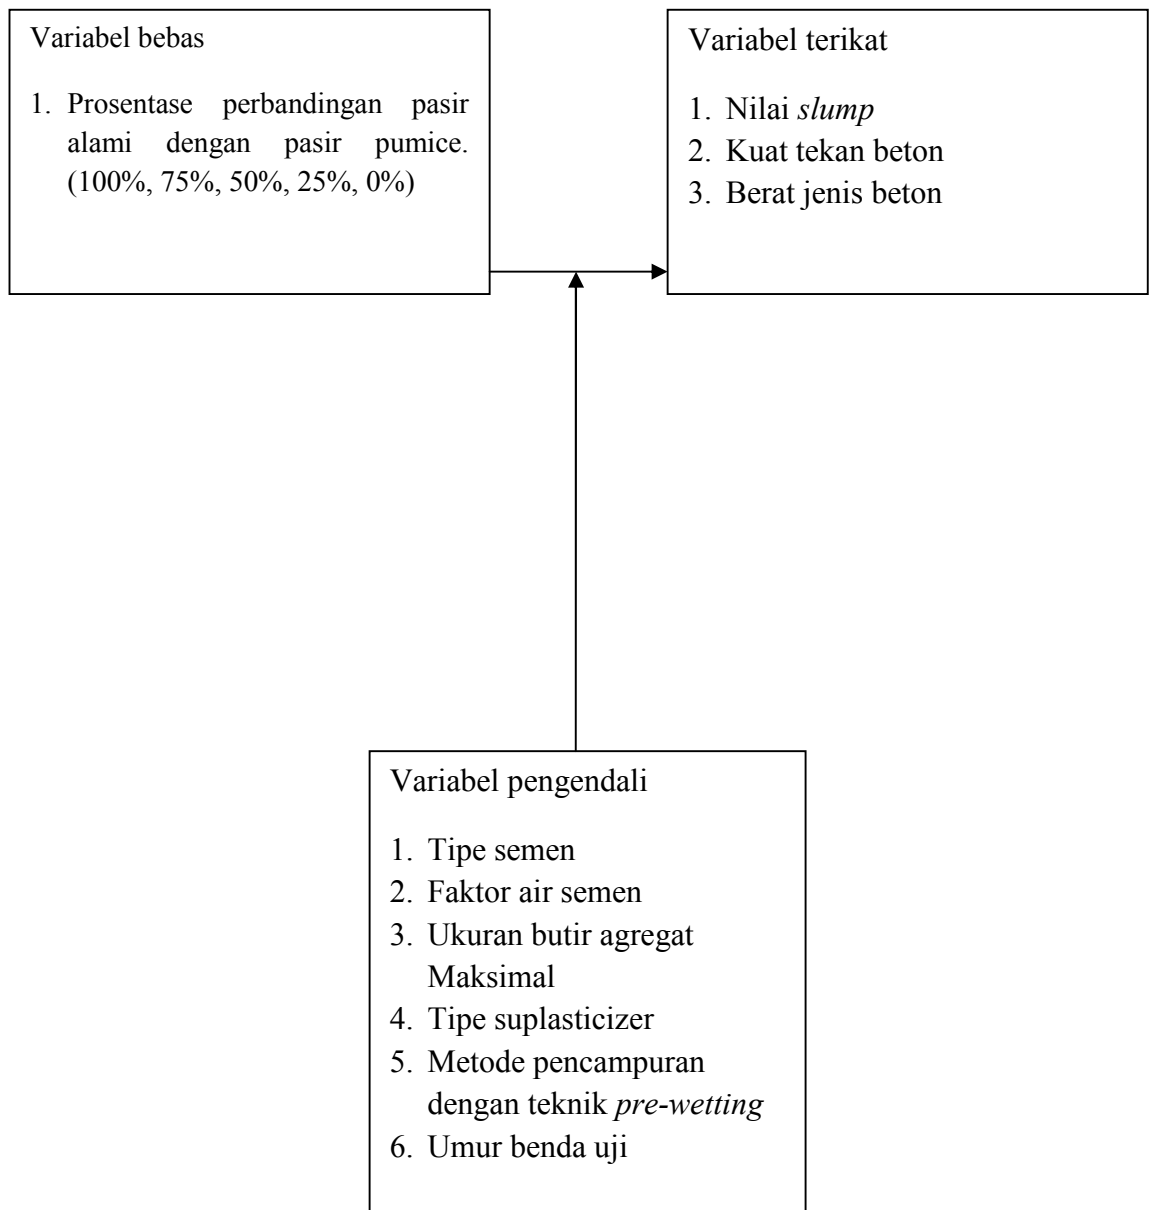 Variabel bebas
1. Prosentase perbandingan pasir
alami dengan pasir pumice.
(100%, 75%, 50%, 25%, 0%)
Variabel terikat
1. Nilai slump
2. Kuat tekan beton
3. Berat jenis beton
Variabel pengendali
1. Tipe semen
2. Faktor air semen
3. Ukuran butir agregat
Maksimal
4. Tipe suplasticizer
5. Metode pencampuran
dengan teknik pre-wetting
6. Umur benda uji